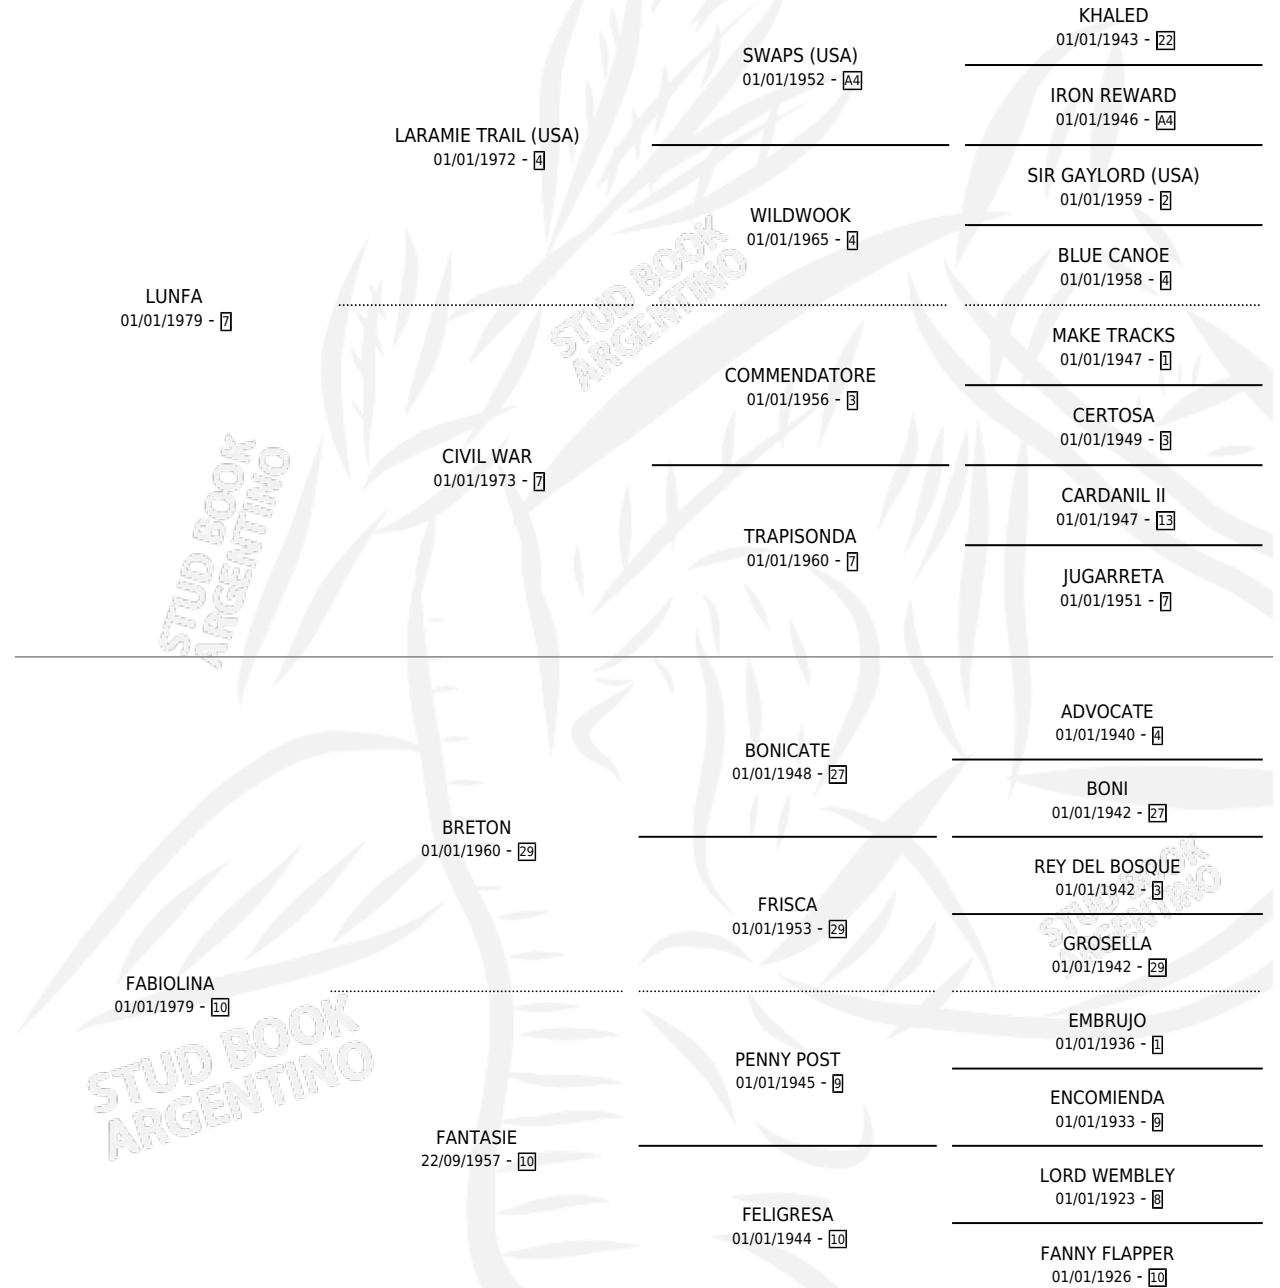 KHALED
01/01/1943 - 22
SWAPS (USA)
01/01/1952 - A4
IRON REWARD
01/01/1946 - A4
LARAMIE TRAIL (USA)
01/01/1972 - 4
SIR GAYLORD (USA)
01/01/1959 - 2
WILDWOOK
01/01/1965 - 4
BLUE CANOE
01/01/1958 - 4
LUNFA
01/01/1979 - 7
MAKE TRACKS
01/01/1947 - 1
COMMENDATORE
01/01/1956 - 3
CERTOSA
01/01/1949 - 3
CIVIL WAR
01/01/1973 - 7
CARDANIL II
01/01/1947 - 13
TRAPISONDA
01/01/1960 - 7
JUGARRETA
01/01/1951 - 7
ADVOCATE
01/01/1940 - 4
BONICATE
01/01/1948 - 27
BONI
01/01/1942 - 27
BRETON
01/01/1960 - 29
REY DEL BOSQUE
01/01/1942 - 3
FRISCA
01/01/1953 - 29
GROSELLA
01/01/1942 - 29
FABIOLINA
01/01/1979 - 10
EMBRUJO
01/01/1936 - 1
PENNY POST
01/01/1945 - 9
ENCOMIENDA
01/01/1933 - 9
FANTASIE
22/09/1957 - 10
LORD WEMBLEY
01/01/1923 - 8
FELIGRESA
01/01/1944 - 10
FANNY FLAPPER
01/01/1926 - 10
STUD BOOK
ARGENTINO
STUD BOOK
ARGENTINO
STUD BOOK
ARGENTINO
STUD BOOK
ARGENTINO